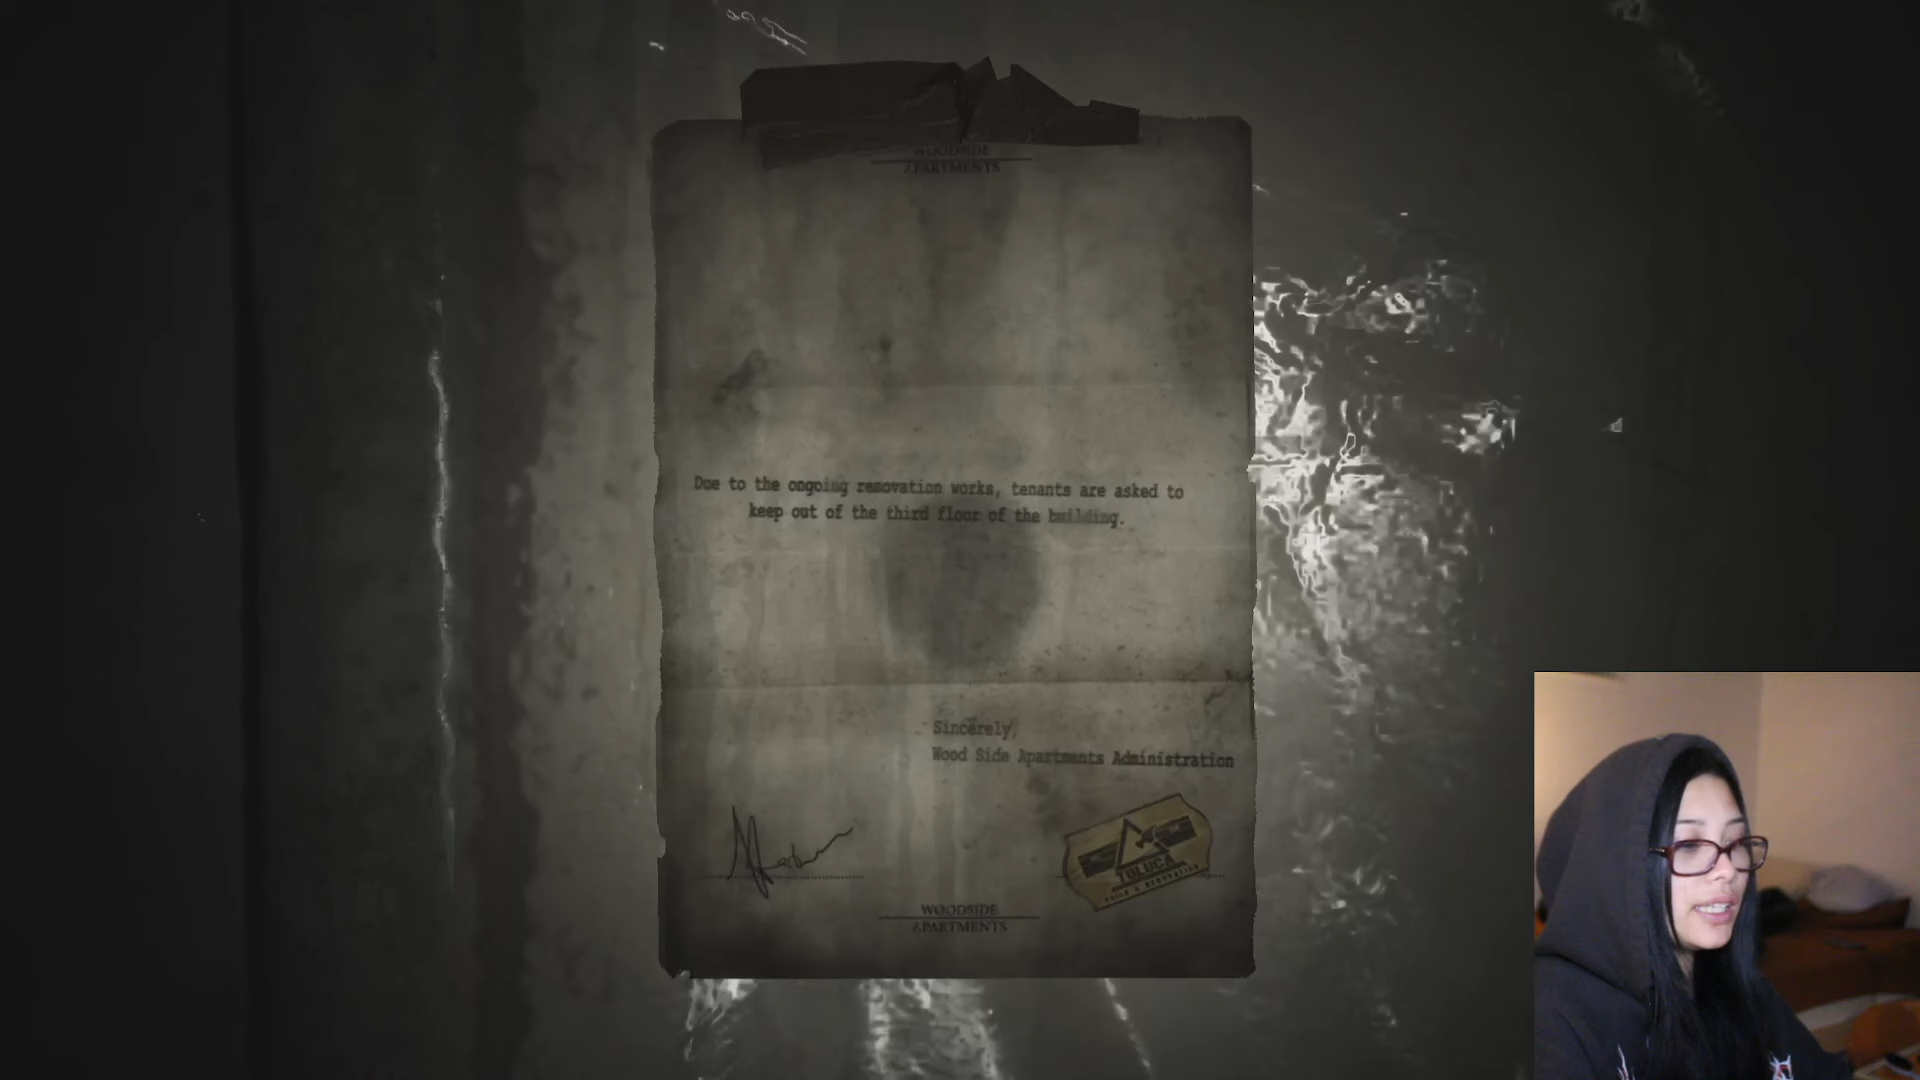 WOODSIDE
APARTMENTS
Due to the ongoing renovation works, tenants are asked to
keep out of the third floor of the building.
Sincerely,
Wood Side Apartments Administration
TOLUCA
WOODSIDE
APARTMENTS